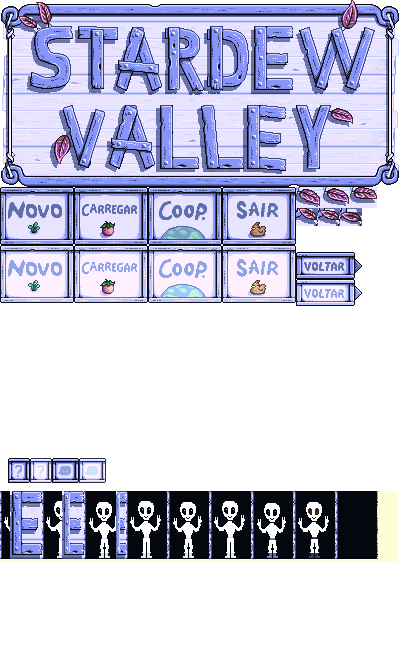 STARDEW
VALLEY
NOVO CARREGAR COOP. SAIR
NOVO CARREGAR COOP. SAIR
VOLTAR
VOLTAR
? ?
E E